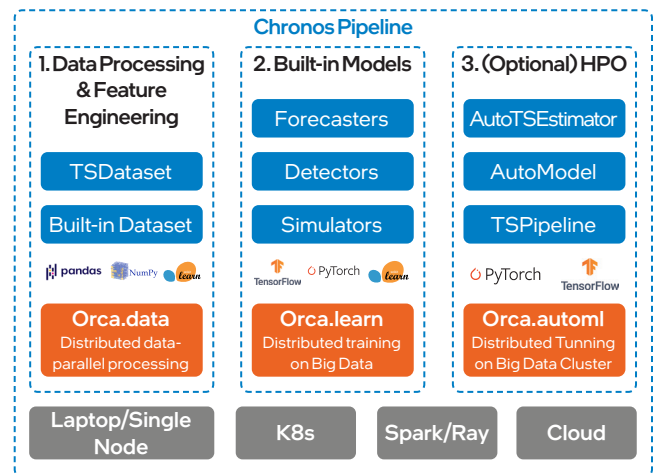 Chronos Pipeline
1. Data Processing
& Feature
Engineering
TSDataset
Built-in Dataset
pandas
NumPy
learn
Orca.data
Distributed data-
parallel processing
2. Built-in Models
Forecasters
Detectors
Simulators
TensorFlow
PyTorch
learn
Orca.learn
Distributed training
on Big Data
3. (Optional) HPO
AutoTSEstimator
AutoModel
TSPipeline
PyTorch
TensorFlow
Orca.automl
Distributed Tunning
on Big Data Cluster
Laptop/Single
Node
K8s
Spark/Ray
Cloud